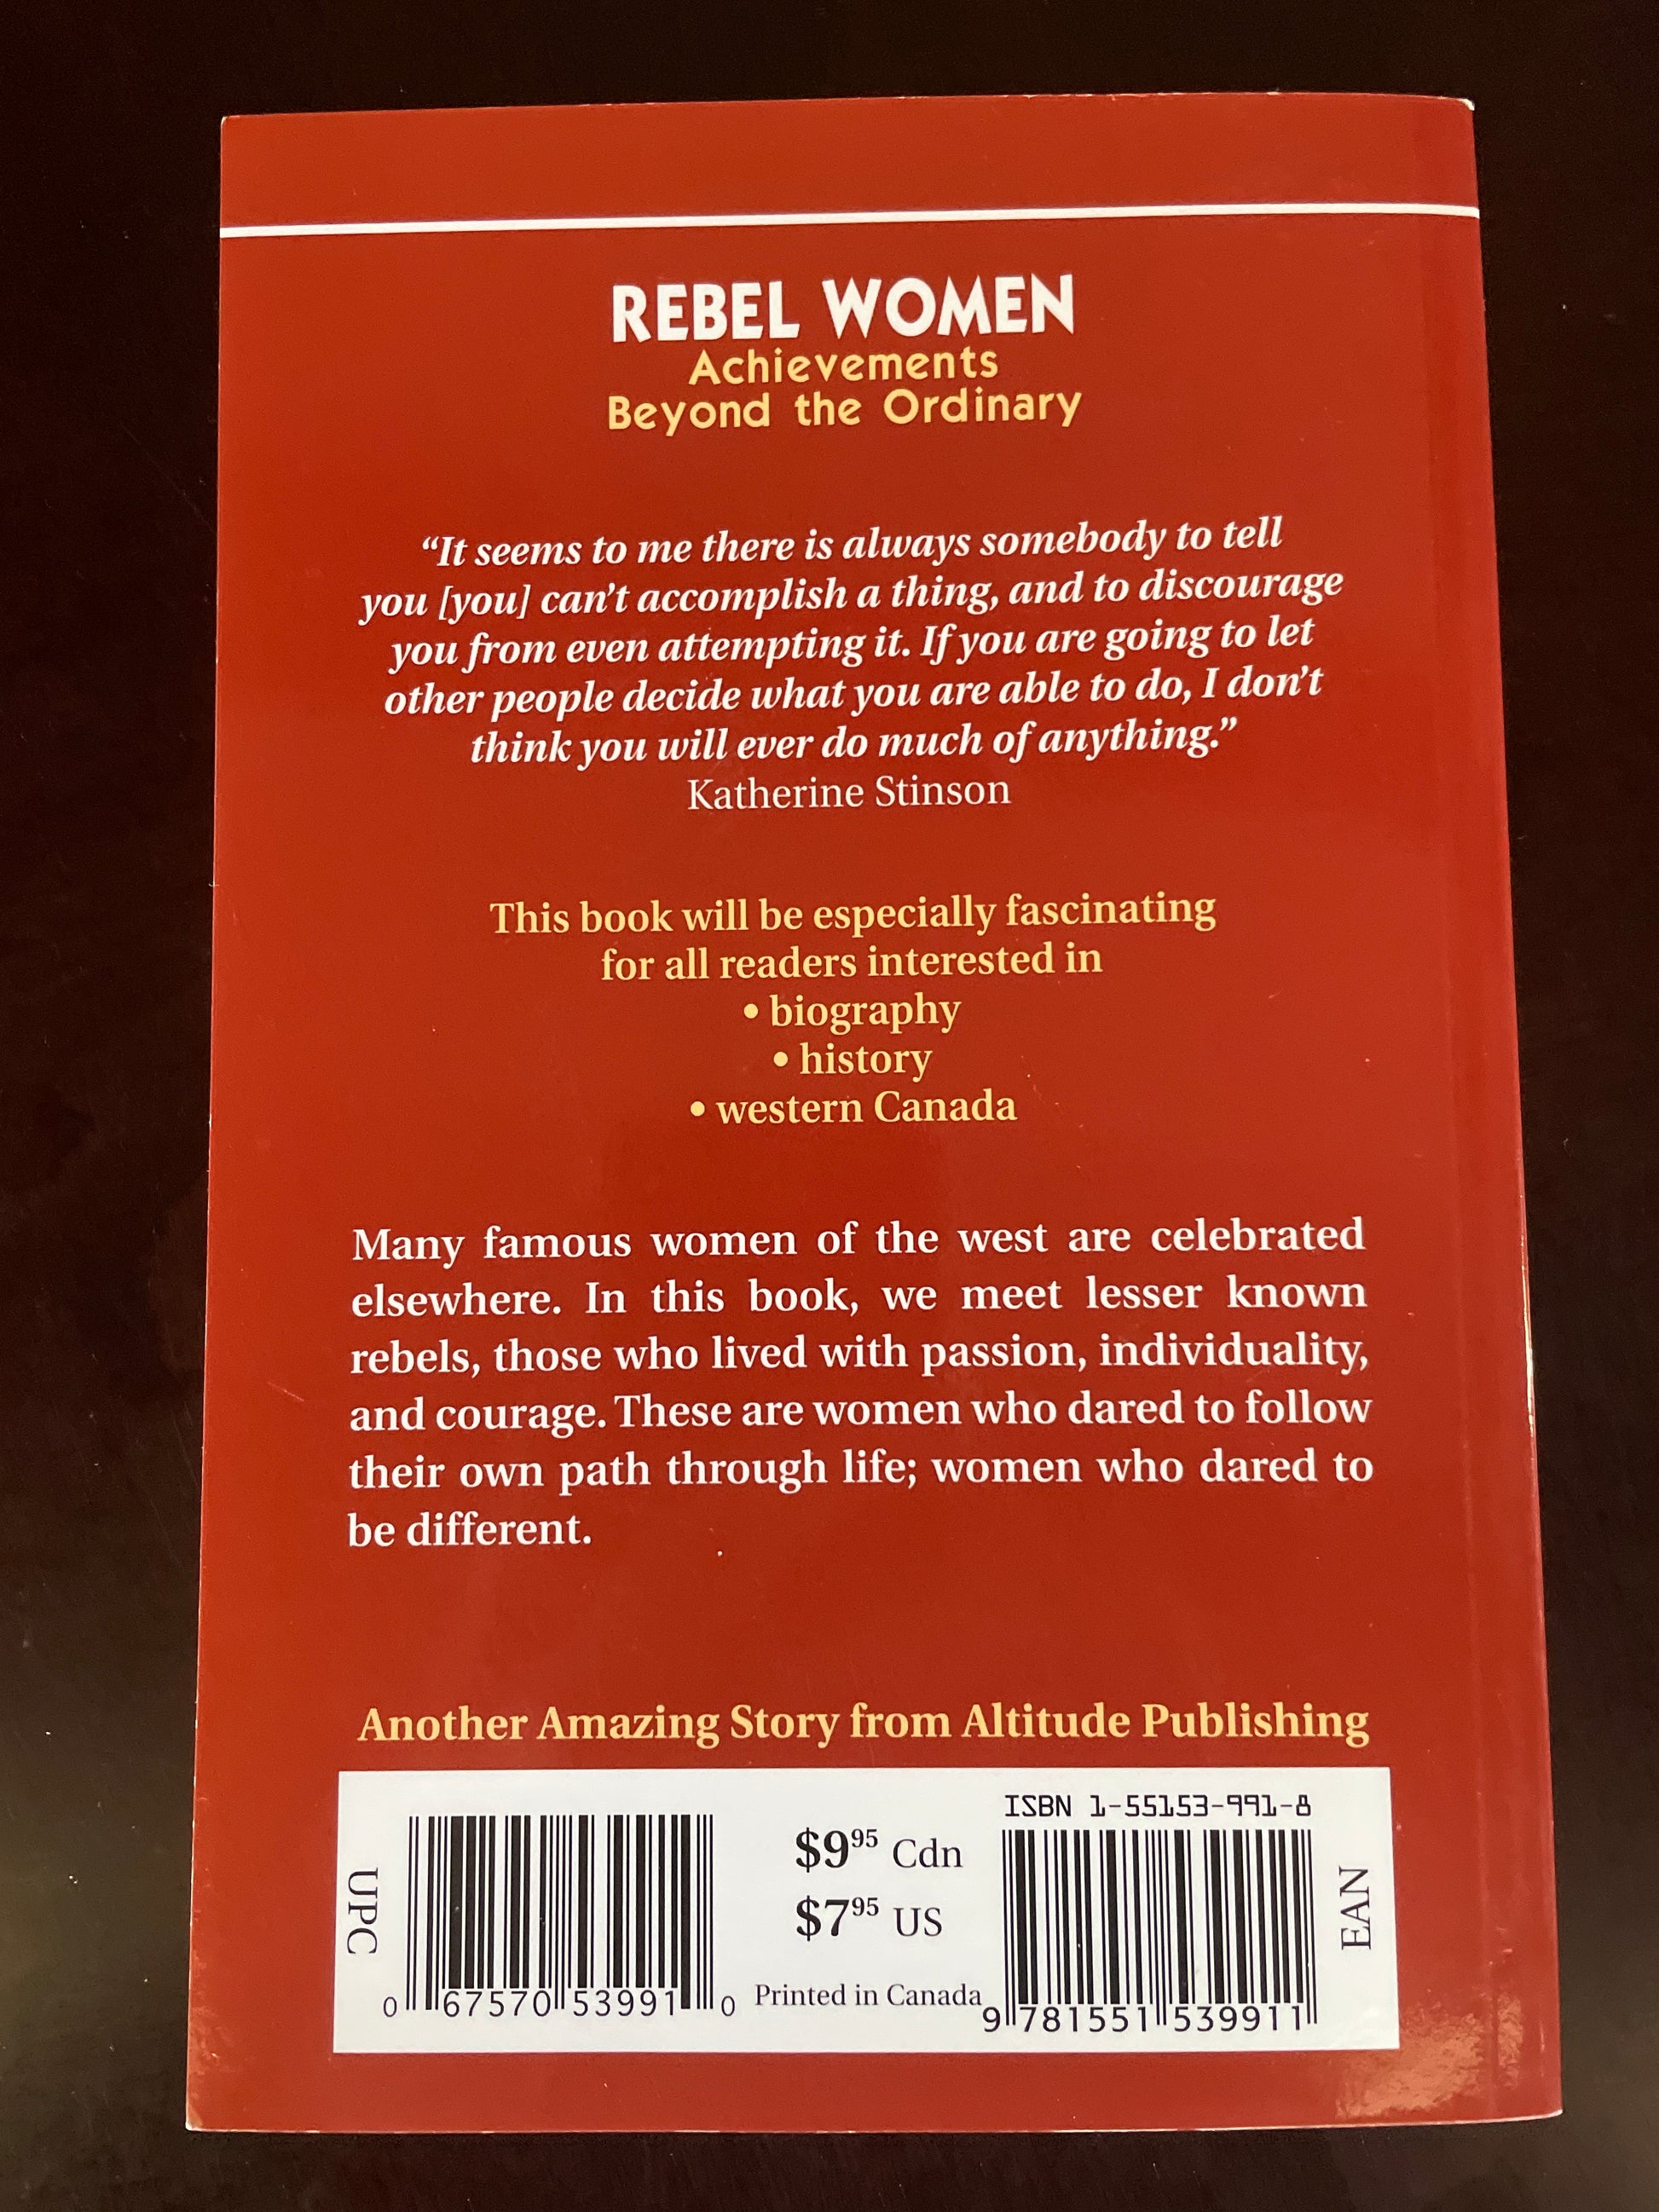 REBEL WOMEN
Achievements
Beyond the Ordinary
“It seems to me there is always somebody to tell
you [you] can’t accomplish a thing, and to discourage
you from even attempting it. If you are going to let
other people decide what you are able to do, I don’t
think you will ever do much of anything.”
Katherine Stinson
This book will be especially fascinating
for all readers interested in
• biography
• history
• western Canada
Many famous women of the west are celebrated
elsewhere. In this book, we meet lesser known
rebels, those who lived with passion, individuality,
and courage. These are women who dared to follow
their own path through life; women who dared to
be different.
Another Amazing Story from Altitude Publishing
UPC
0 67570 53991 0
$9.95 Cdn
$7.95 US
Printed in Canada
ISBN 1-55153-991-8
9 781551 539911
EAN